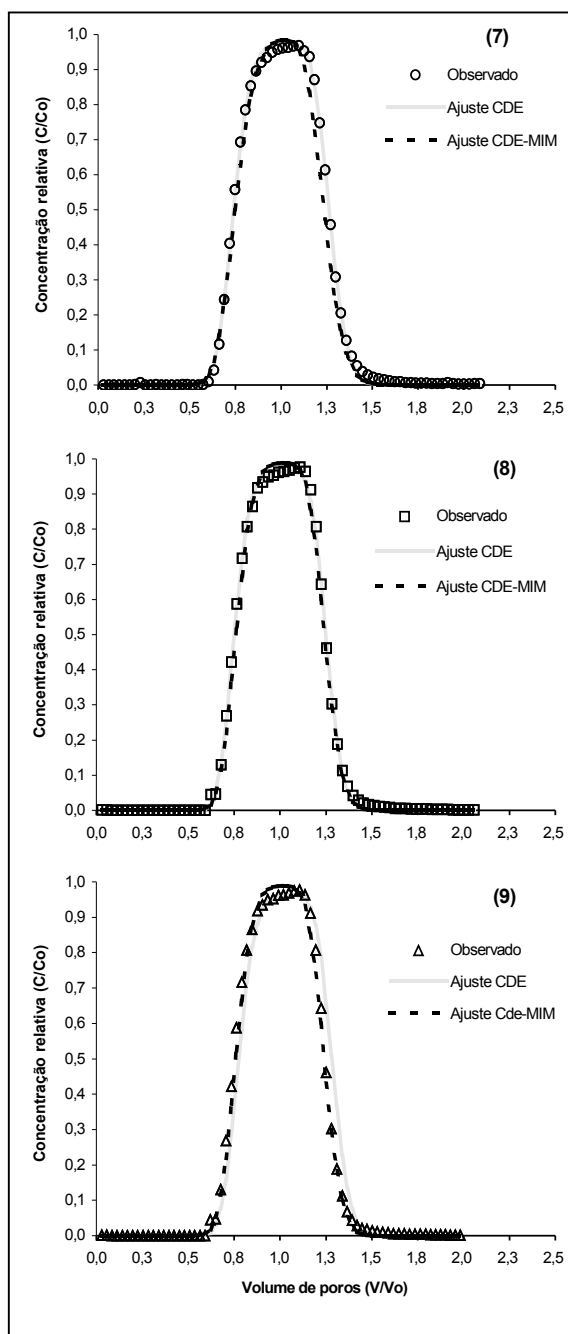 (7)
Concentração relativa (C/Co)
1,0
0,9
0,8
0,7
0,6
0,5
0,4
0,3
0,2
0,1
0,0
Observado
Ajuste CDE
Ajuste CDE-MIM
0,0 0,3 0,5 0,8 1,0 1,3 1,5 1,8 2,0 2,3 2,5
(8)
Concentração relativa (C/Co)
1,0
0,9
0,8
0,7
0,6
0,5
0,4
0,3
0,2
0,1
0,0
Observado
Ajuste CDE
Ajuste CDE-MIM
0,0 0,3 0,5 0,8 1,0 1,3 1,5 1,8 2,0 2,3 2,5
(9)
Concentração relativa (C/Co)
1,0
0,9
0,8
0,7
0,6
0,5
0,4
0,3
0,2
0,1
0,0
Observado
Ajuste CDE
Ajuste Cde-MIM
0,0 0,3 0,5 0,8 1,0 1,3 1,5 1,8 2,0 2,3 2,5
Volume de poros (V/Vo)